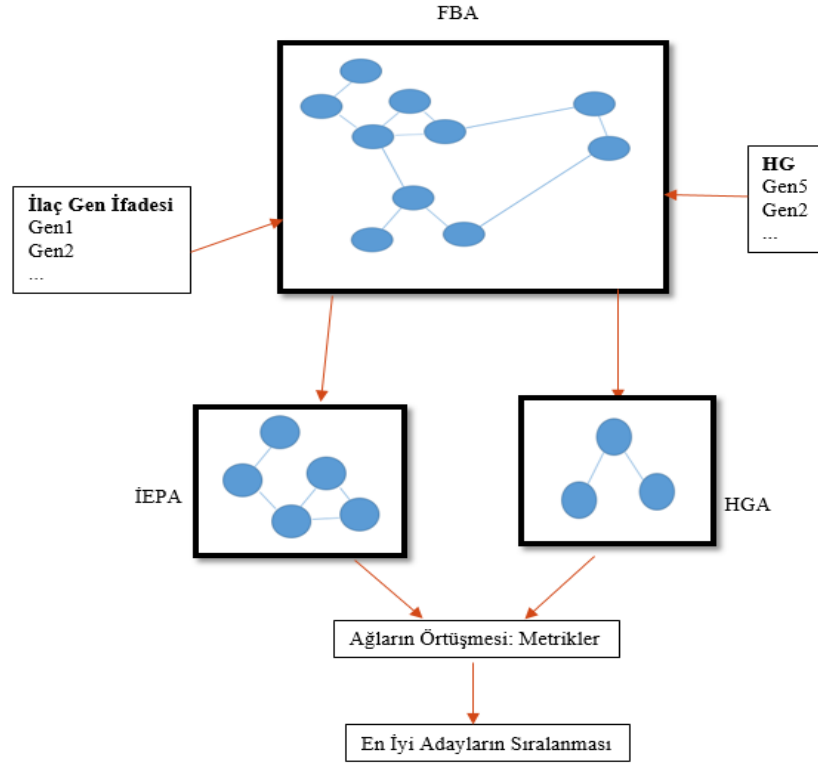 FBA
İlaç Gen İfadesi
Gen1
Gen2
...
HG
Gen5
Gen2
...
İEPA
HGA
Ağların Örtüşmesi: Metrikler
En İyi Adayların Sıralanması